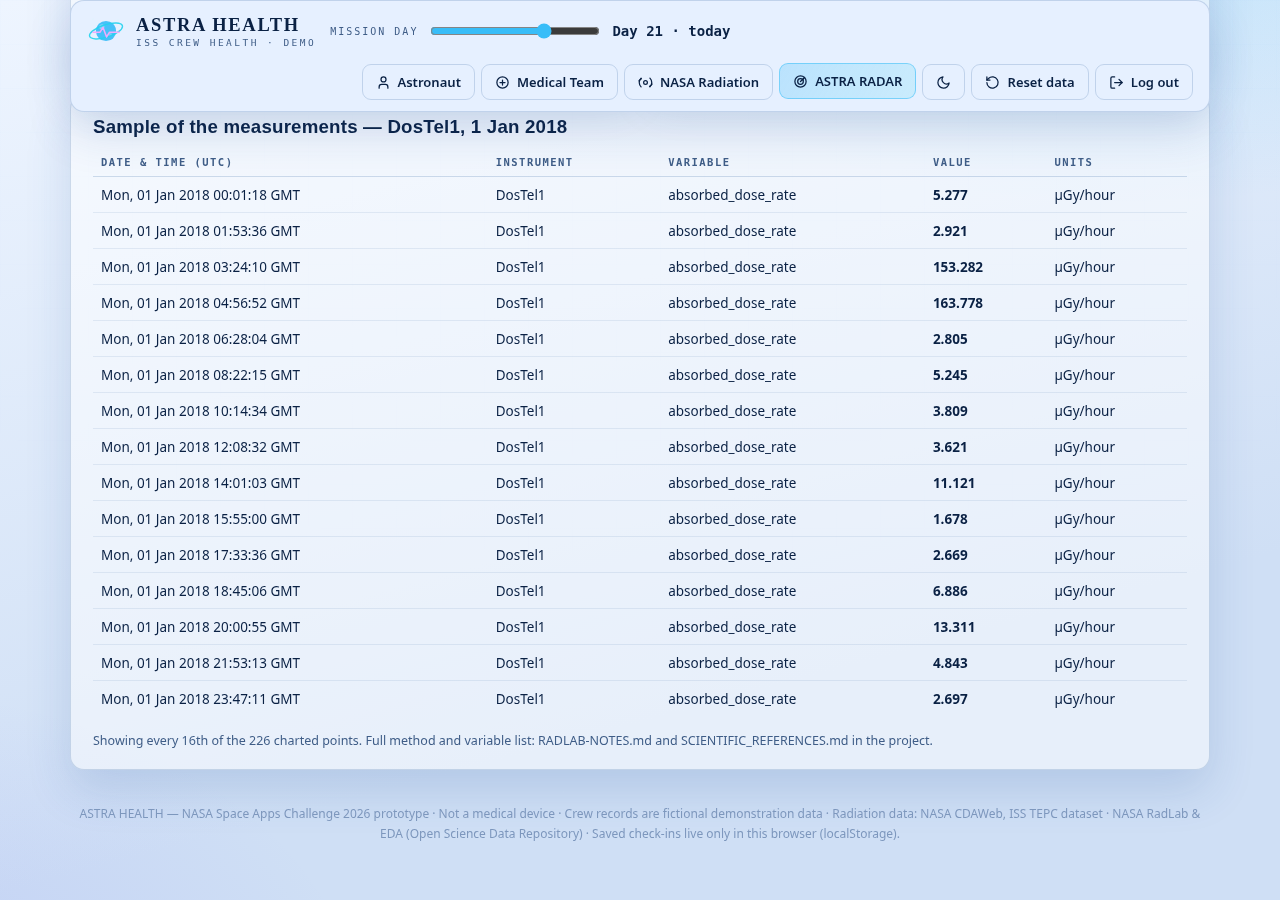 ASTRA HEALTH
ISS CREW HEALTH · DEMO
MISSION DAY
Day 21 · today
Astronaut
Medical Team
NASA Radiation
ASTRA RADAR
Reset data
Log out
Sample of the measurements — DosTel1, 1 Jan 2018
DATE & TIME (UTC) INSTRUMENT VARIABLE VALUE UNITS
Mon, 01 Jan 2018 00:01:18 GMT DosTel1 absorbed_dose_rate 5.277 µGy/hour
Mon, 01 Jan 2018 01:53:36 GMT DosTel1 absorbed_dose_rate 2.921 µGy/hour
Mon, 01 Jan 2018 03:24:10 GMT DosTel1 absorbed_dose_rate 153.282 µGy/hour
Mon, 01 Jan 2018 04:56:52 GMT DosTel1 absorbed_dose_rate 163.778 µGy/hour
Mon, 01 Jan 2018 06:28:04 GMT DosTel1 absorbed_dose_rate 2.805 µGy/hour
Mon, 01 Jan 2018 08:22:15 GMT DosTel1 absorbed_dose_rate 5.245 µGy/hour
Mon, 01 Jan 2018 10:14:34 GMT DosTel1 absorbed_dose_rate 3.809 µGy/hour
Mon, 01 Jan 2018 12:08:32 GMT DosTel1 absorbed_dose_rate 3.621 µGy/hour
Mon, 01 Jan 2018 14:01:03 GMT DosTel1 absorbed_dose_rate 11.121 µGy/hour
Mon, 01 Jan 2018 15:55:00 GMT DosTel1 absorbed_dose_rate 1.678 µGy/hour
Mon, 01 Jan 2018 17:33:36 GMT DosTel1 absorbed_dose_rate 2.669 µGy/hour
Mon, 01 Jan 2018 18:45:06 GMT DosTel1 absorbed_dose_rate 6.886 µGy/hour
Mon, 01 Jan 2018 20:00:55 GMT DosTel1 absorbed_dose_rate 13.311 µGy/hour
Mon, 01 Jan 2018 21:53:13 GMT DosTel1 absorbed_dose_rate 4.843 µGy/hour
Mon, 01 Jan 2018 23:47:11 GMT DosTel1 absorbed_dose_rate 2.697 µGy/hour
Showing every 16th of the 226 charted points. Full method and variable list: RADLAB-NOTES.md and SCIENTIFIC_REFERENCES.md in the project.
ASTRA HEALTH — NASA Space Apps Challenge 2026 prototype · Not a medical device · Crew records are fictional demonstration data · Radiation data: NASA CDAWeb, ISS TEPC dataset · NASA RadLab &
EDA (Open Science Data Repository) · Saved check-ins live only in this browser (localStorage).